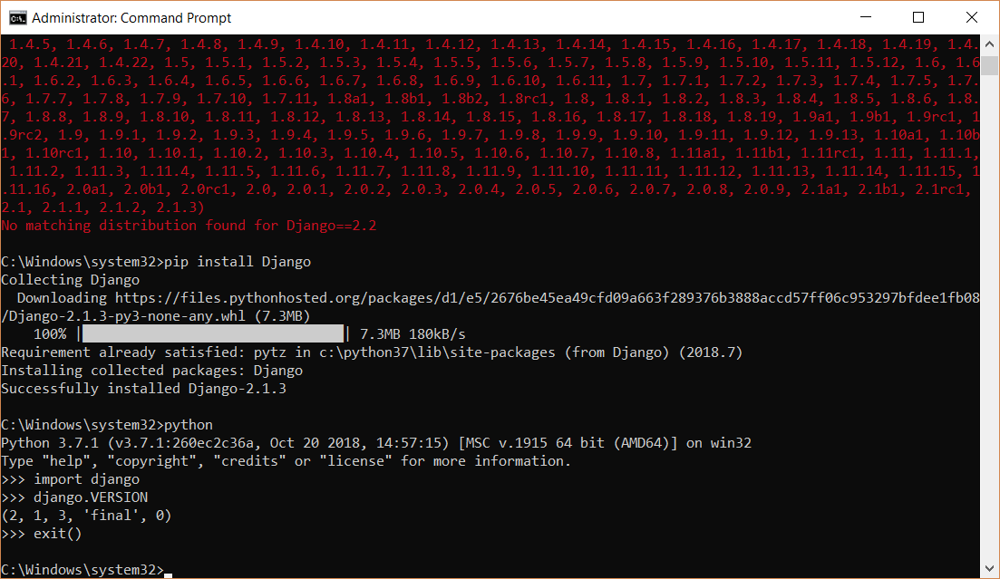 Administrator: Command Prompt
1.4.5, 1.4.6, 1.4.7, 1.4.8, 1.4.9, 1.4.10, 1.4.11, 1.4.12, 1.4.13, 1.4.14, 1.4.15, 1.4.16, 1.4.17, 1.4.18, 1.4.19, 1.4.
20, 1.4.21, 1.4.22, 1.5, 1.5.1, 1.5.2, 1.5.3, 1.5.4, 1.5.5, 1.5.6, 1.5.7, 1.5.8, 1.5.9, 1.5.10, 1.5.11, 1.5.12, 1.6, 1.6
.1, 1.6.2, 1.6.3, 1.6.4, 1.6.5, 1.6.6, 1.6.7, 1.6.8, 1.6.9, 1.6.10, 1.6.11, 1.7, 1.7.1, 1.7.2, 1.7.3, 1.7.4, 1.7.5, 1.7.
6, 1.7.7, 1.7.8, 1.7.9, 1.7.10, 1.7.11, 1.8a1, 1.8b1, 1.8b2, 1.8rc1, 1.8, 1.8.1, 1.8.2, 1.8.3, 1.8.4, 1.8.5, 1.8.6, 1.8.
7, 1.8.8, 1.8.9, 1.8.10, 1.8.11, 1.8.12, 1.8.13, 1.8.14, 1.8.15, 1.8.16, 1.8.17, 1.8.18, 1.8.19, 1.9a1, 1.9b1, 1.9rc1, 1
.9rc2, 1.9, 1.9.1, 1.9.2, 1.9.3, 1.9.4, 1.9.5, 1.9.6, 1.9.7, 1.9.8, 1.9.9, 1.9.10, 1.9.11, 1.9.12, 1.9.13, 1.10a1, 1.10b
1, 1.10rc1, 1.10, 1.10.1, 1.10.2, 1.10.3, 1.10.4, 1.10.5, 1.10.6, 1.10.7, 1.10.8, 1.11a1, 1.11b1, 1.11rc1, 1.11, 1.11.1,
1.11.2, 1.11.3, 1.11.4, 1.11.5, 1.11.6, 1.11.7, 1.11.8, 1.11.9, 1.11.10, 1.11.11, 1.11.12, 1.11.13, 1.11.14, 1.11.15, 1
.11.16, 2.0a1, 2.0b1, 2.0rc1, 2.0, 2.0.1, 2.0.2, 2.0.3, 2.0.4, 2.0.5, 2.0.6, 2.0.7, 2.0.8, 2.0.9, 2.1a1, 2.1b1, 2.1rc1,
2.1, 2.1.1, 2.1.2, 2.1.3)
No matching distribution found for Django==2.2
C:\Windows\system32>pip install Django
Collecting Django
Downloading https://files.pythonhosted.org/packages/d1/e5/2676be45ea49cfd09a663f289376b3888accd57ff06c953297bfdee1fb08
/Django-2.1.3-py3-none-any.whl (7.3MB)
100% || 7.3MB 180kB/s
Requirement already satisfied: pytz in c:\python37\lib\site-packages (from Django) (2018.7)
Installing collected packages: Django
Successfully installed Django-2.1.3
C:\Windows\system32>python
Python 3.7.1 (v3.7.1:260ec2c36a, Oct 20 2018, 14:57:15) [MSC v.1915 64 bit (AMD64)] on win32
Type "help", "copyright", "credits" or "license" for more information.
>>> import django
>>> django.VERSION
(2, 1, 3, 'final', 0)
>>> exit()
C:\Windows\system32>